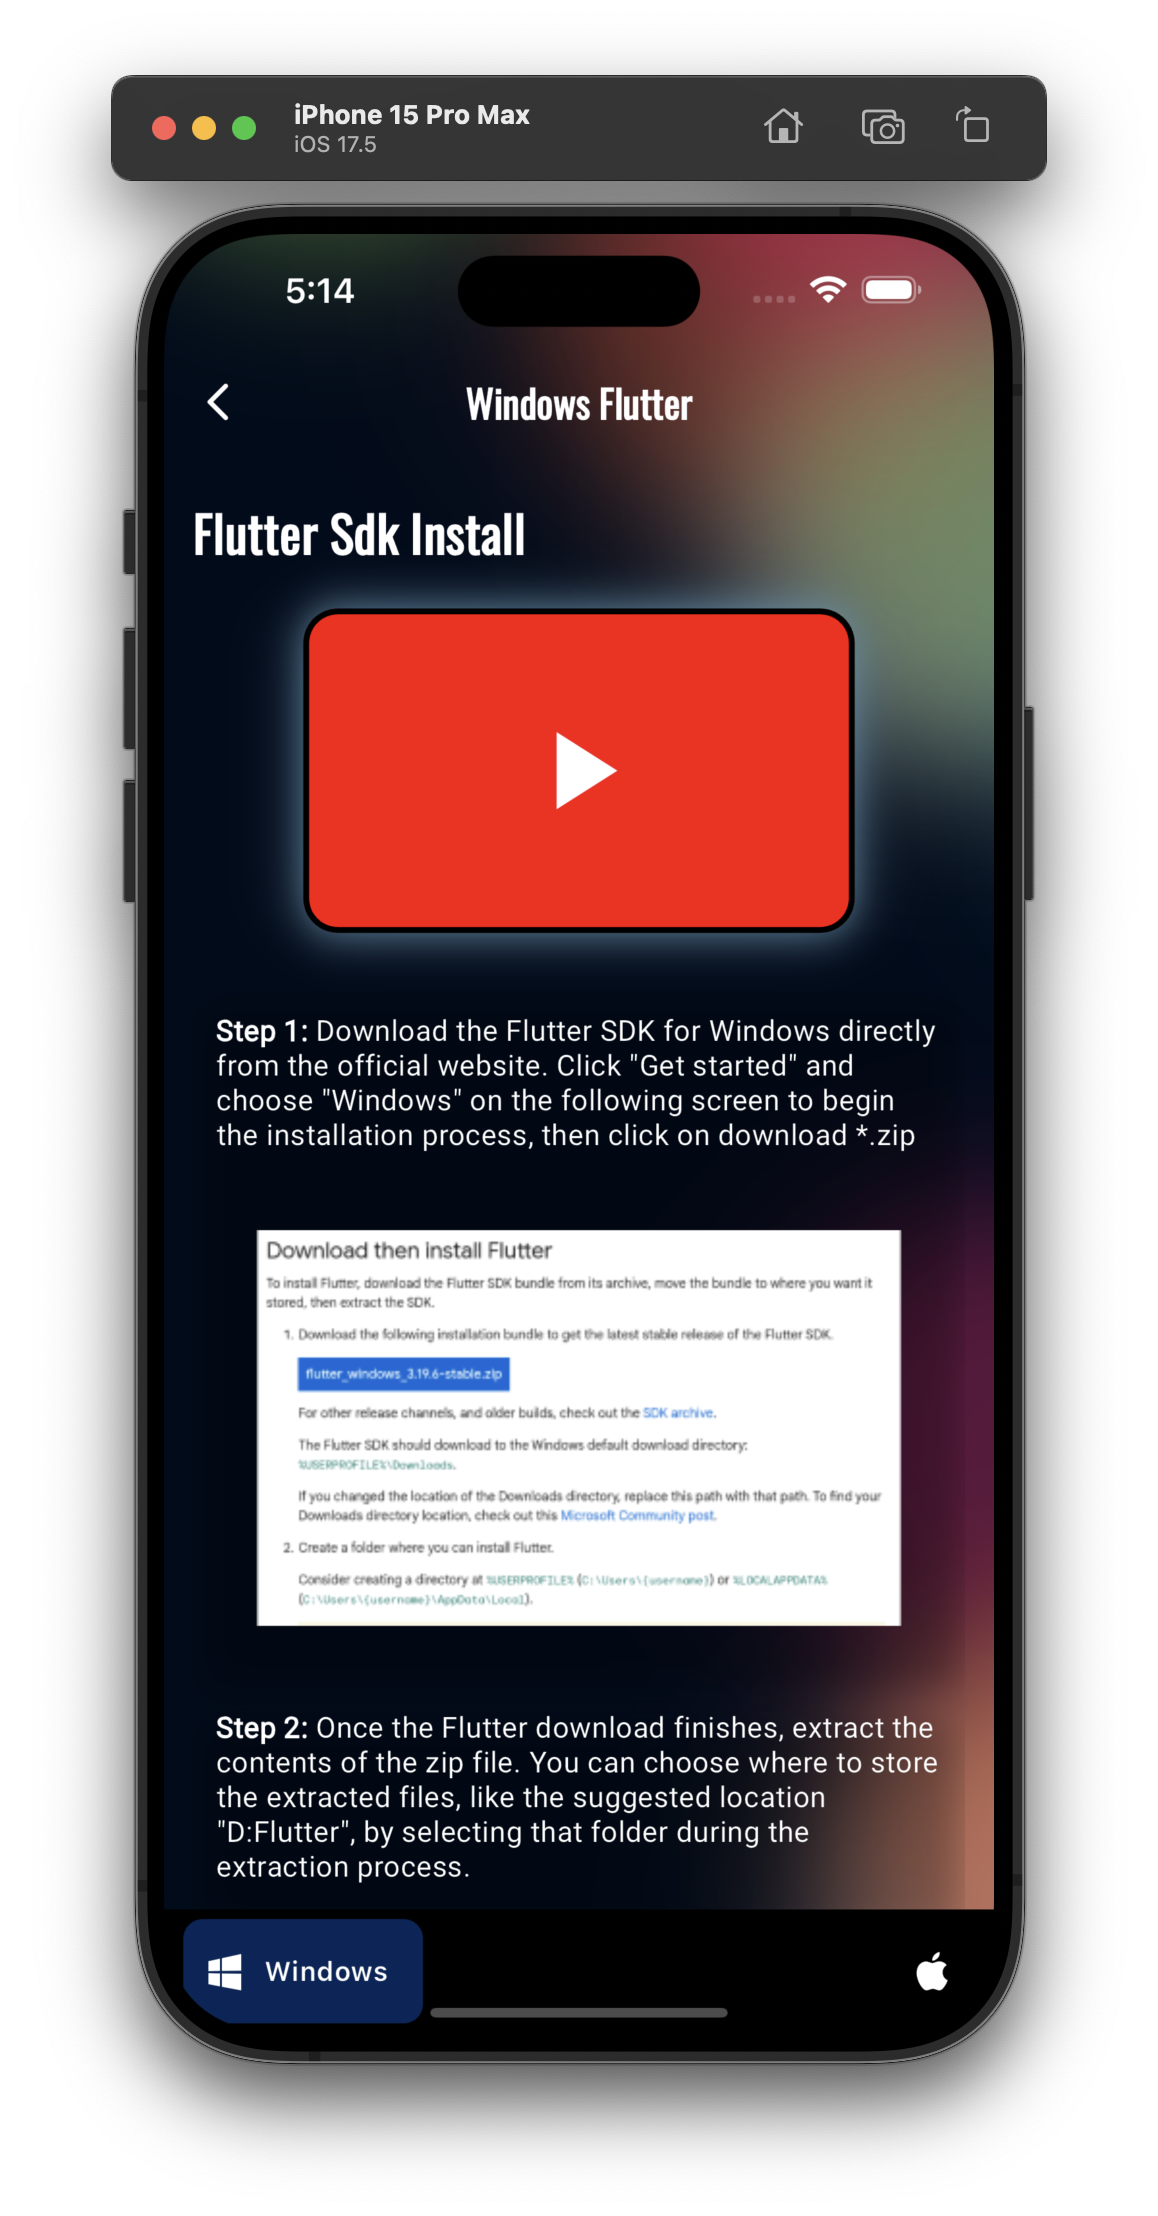 iPhone 15 Pro Max
iOS 17.5
5:14
Windows Flutter
Flutter Sdk Install
Step 1: Download the Flutter SDK for Windows directly
from the official website. Click "Get started" and
choose "Windows" on the following screen to begin
the installation process, then click on download *.zip
Download then install Flutter
To install Flutter, download the Flutter SDK bundle from its archive, move the bundle to where you want it
stored, then extract the SDK.
1. Download the following installation bundle to get the latest stable release of the Flutter SDK.
flutter_windows_3.19.6-stable.zip
For other release channels, and older builds, check out the SDK archive.
The Flutter SDK should download to the Windows default download directory:
%USERPROFILE%\Downloads.
If you changed the location of the Downloads directory, replace this path with that path. To find your
Downloads directory location, check out this Microsoft Community post.
2. Create a folder where you can install Flutter.
Consider creating a directory at %USERPROFILE% (C:\Users\{username}) or %LOCALAPPDATA%
(C:\Users\{username}\AppData\Local).
Step 2: Once the Flutter download finishes, extract the
contents of the zip file. You can choose where to store
the extracted files, like the suggested location
"D:Flutter", by selecting that folder during the
extraction process.
Windows